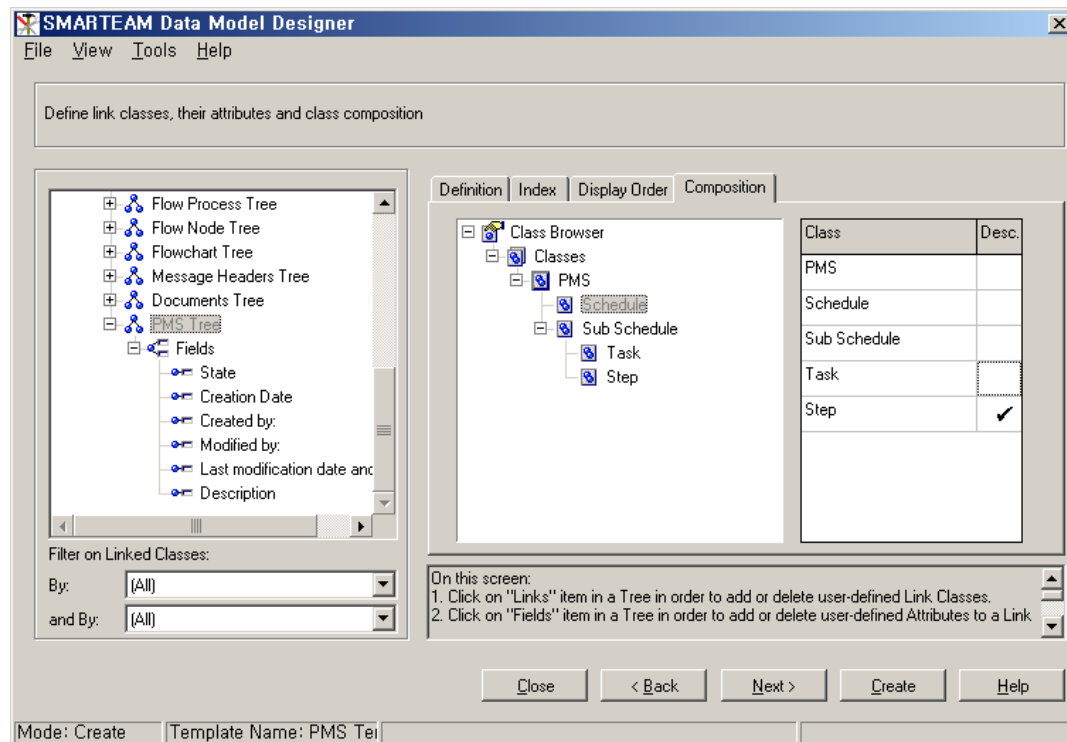 SMARTEAM Data Model Designer
File View Tools Help
Define link classes, their attributes and class composition
Flow Process Tree
Flow Node Tree
Flowchart Tree
Message Headers Tree
Documents Tree
PMS Tree
Fields
State
Creation Date
Created by:
Modified by:
Last modification date anc
Description
Filter on Linked Classes:
By: (All)
and By: (All)
Definition Index Display Order Composition
Class Browser
Classes
PMS
Schedule
Sub Schedule
Task
Step
Class Desc.
PMS
Schedule
Sub Schedule
Task
Step
On this screen:
1. Click on "Links" item in a Tree in order to add or delete user-defined Link Classes.
2. Click on "Fields" item in a Tree in order to add or delete user-defined Attributes to a Link
Close < Back Next > Create Help
Mode: Create Template Name: PMS Te